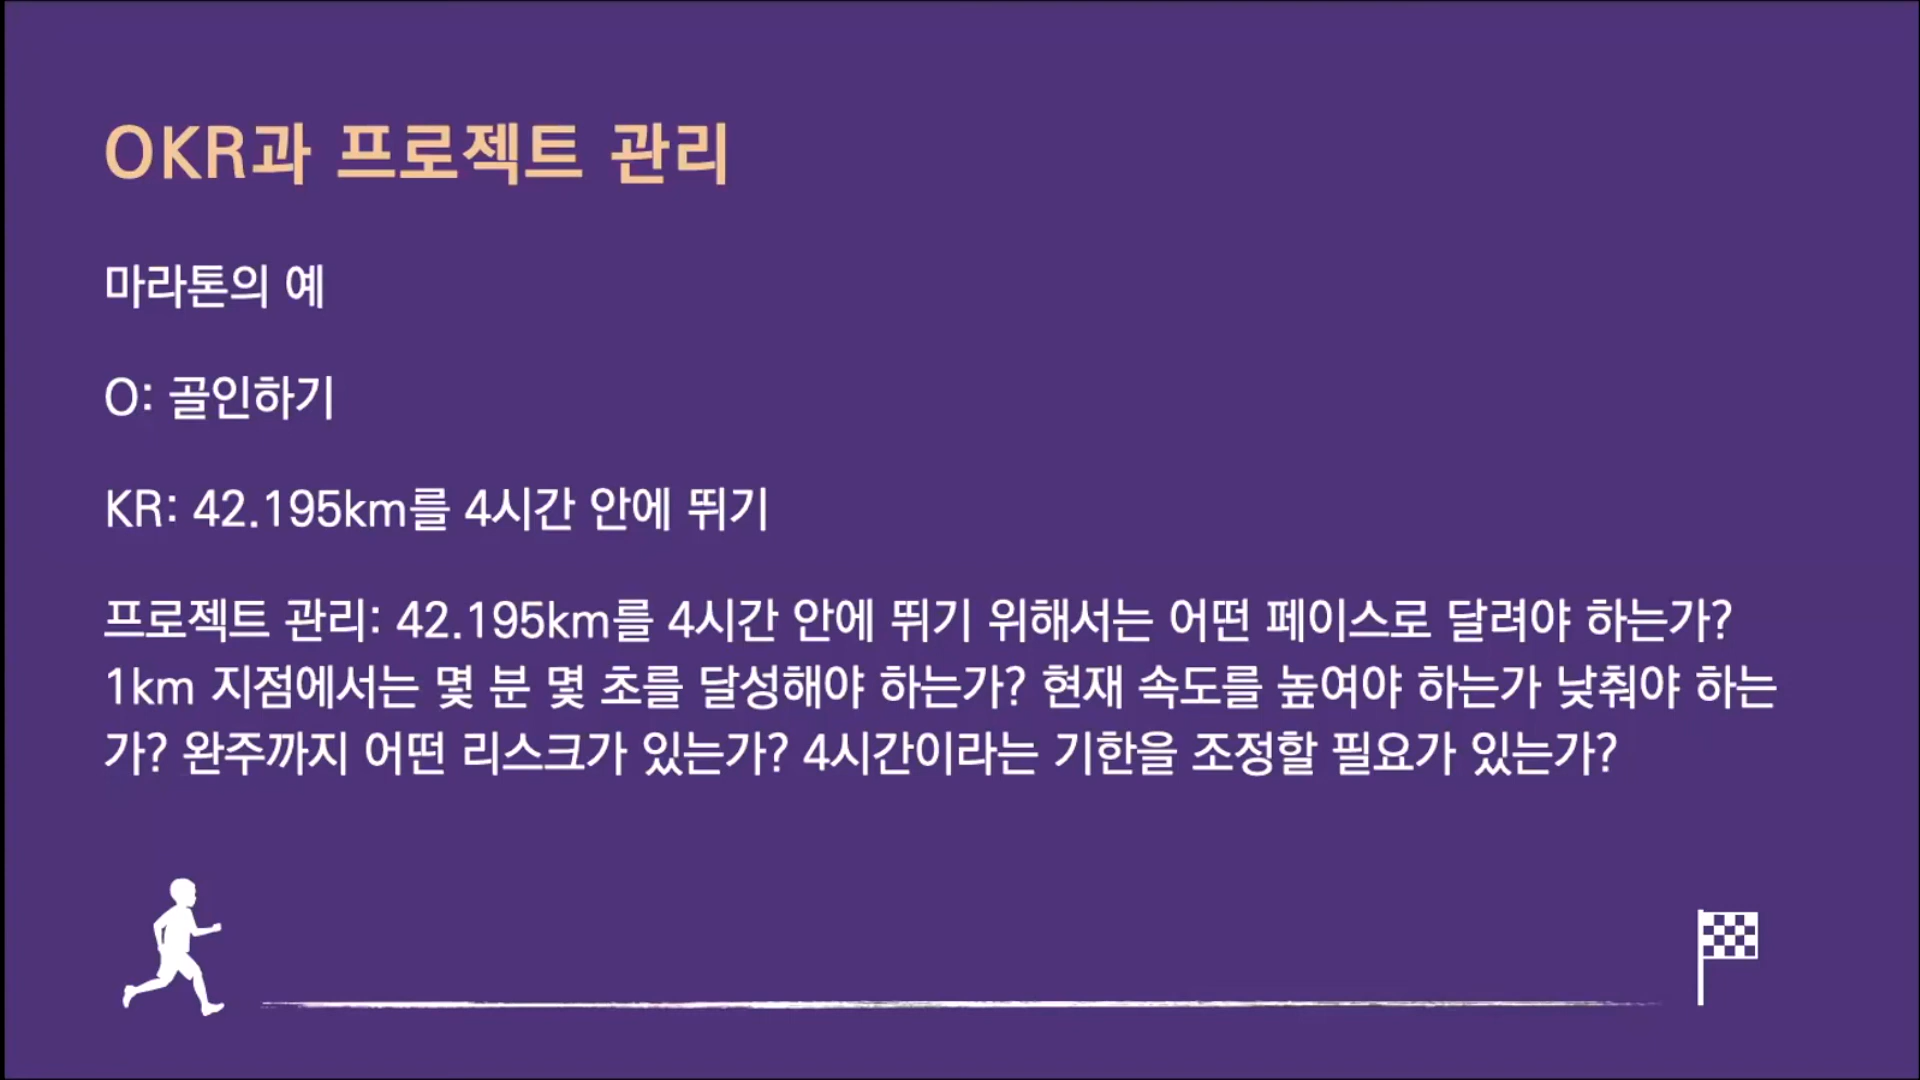 OKR과 프로젝트 관리
마라톤의 예
O: 골인하기
KR: 42.195km를 4시간 안에 뛰기
프로젝트 관리: 42.195km를 4시간 안에 뛰기 위해서는 어떤 페이스로 달려야 하는가?
1km 지점에서는 몇 분 몇 초를 달성해야 하는가? 현재 속도를 높여야 하는가 낮춰야 하는
가? 완주까지 어떤 리스크가 있는가? 4시간이라는 기한을 조정할 필요가 있는가?